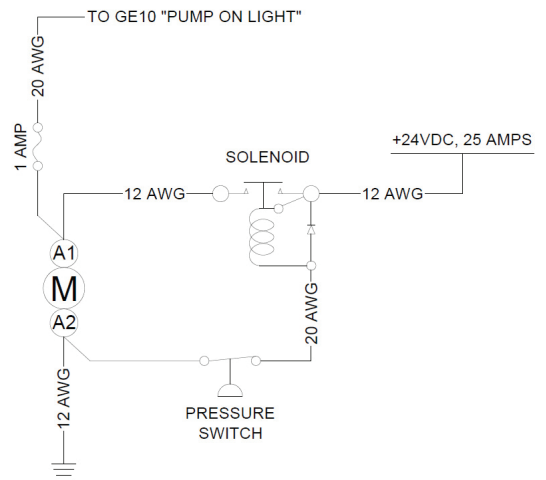 TO GE10 "PUMP ON LIGHT"
20 AWG
1 AMP
+24VDC, 25 AMPS
SOLENOID
12 AWG
12 AWG
A1
M
A2
20 AWG
12 AWG
PRESSURE
SWITCH